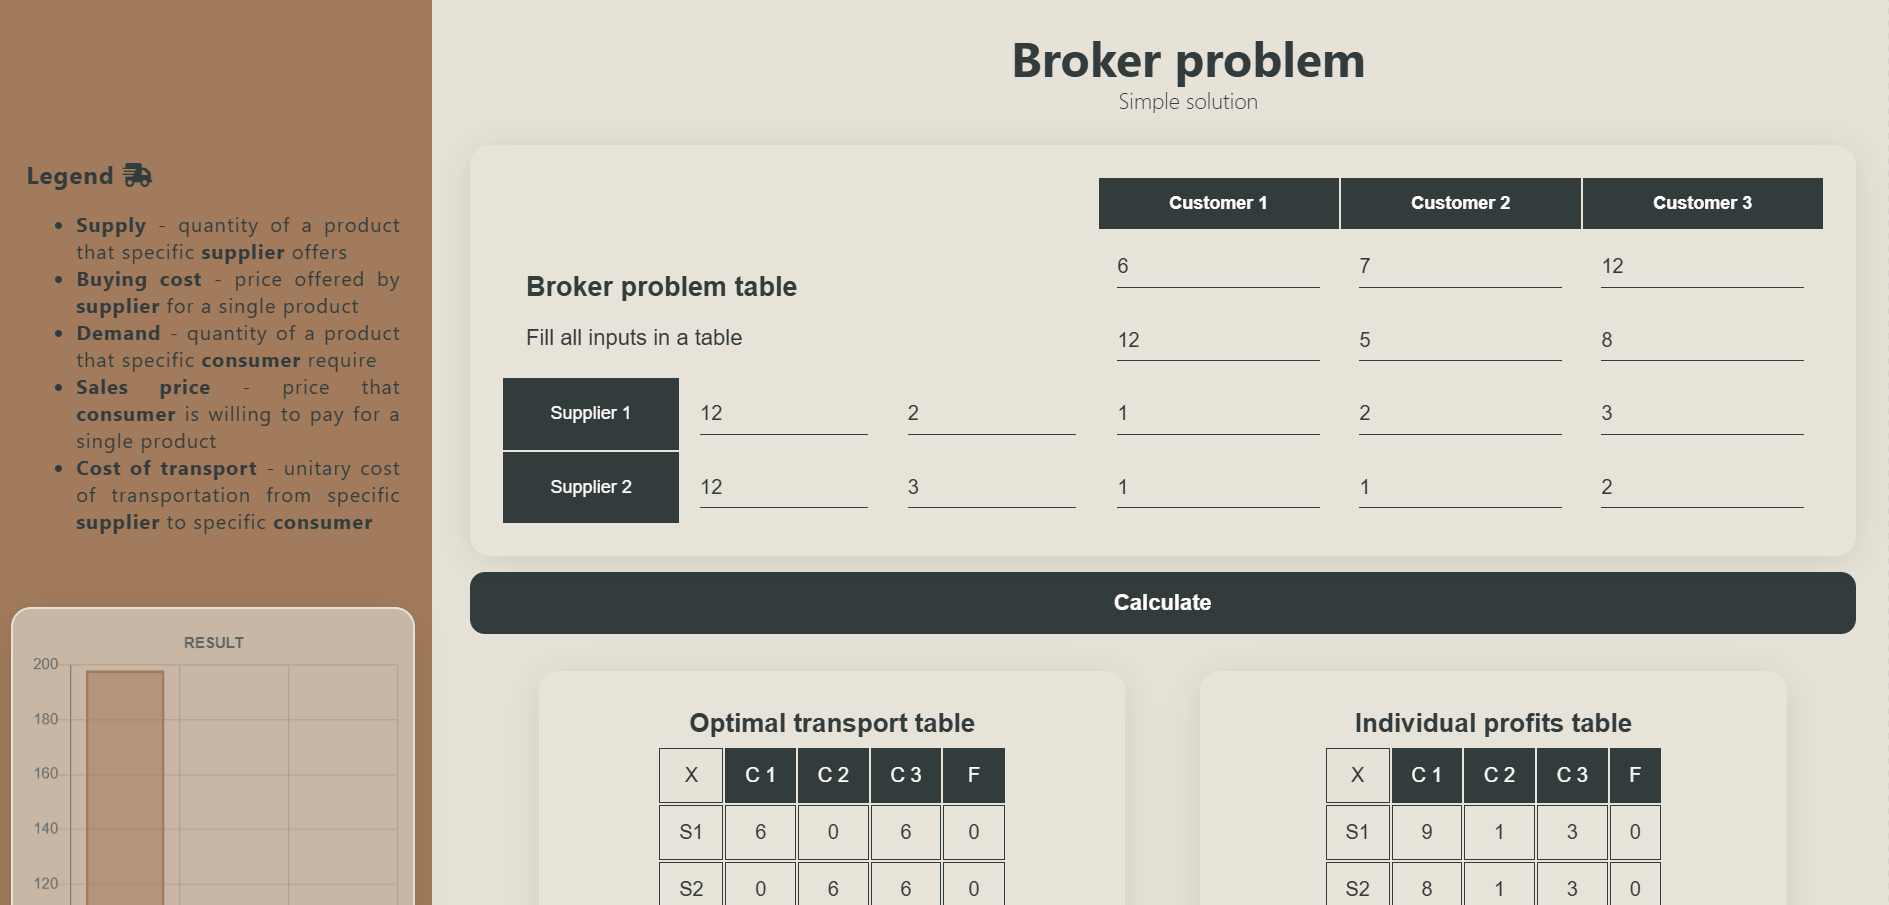 Broker problem
Simple solution
Legend
Supply - quantity of a product
that specific supplier offers
Buying cost - price offered by
supplier for a single product
Demand - quantity of a product
that specific consumer require
Sales price - price that
consumer is willing to pay for a
single product
Cost of transport - unitary cost
of transportation from specific
supplier to specific consumer
RESULT
200
180
160
140
120
Customer 1 Customer 2 Customer 3
6 7 12
Broker problem table
Fill all inputs in a table
12 5 8
Supplier 1 12 2 1 2 3
Supplier 2 12 3 1 1 2
Calculate
Optimal transport table
X C 1 C 2 C 3 F
S1 6 0 6 0
S2 0 6 6 0
Individual profits table
X C 1 C 2 C 3 F
S1 9 1 3 0
S2 8 1 3 0